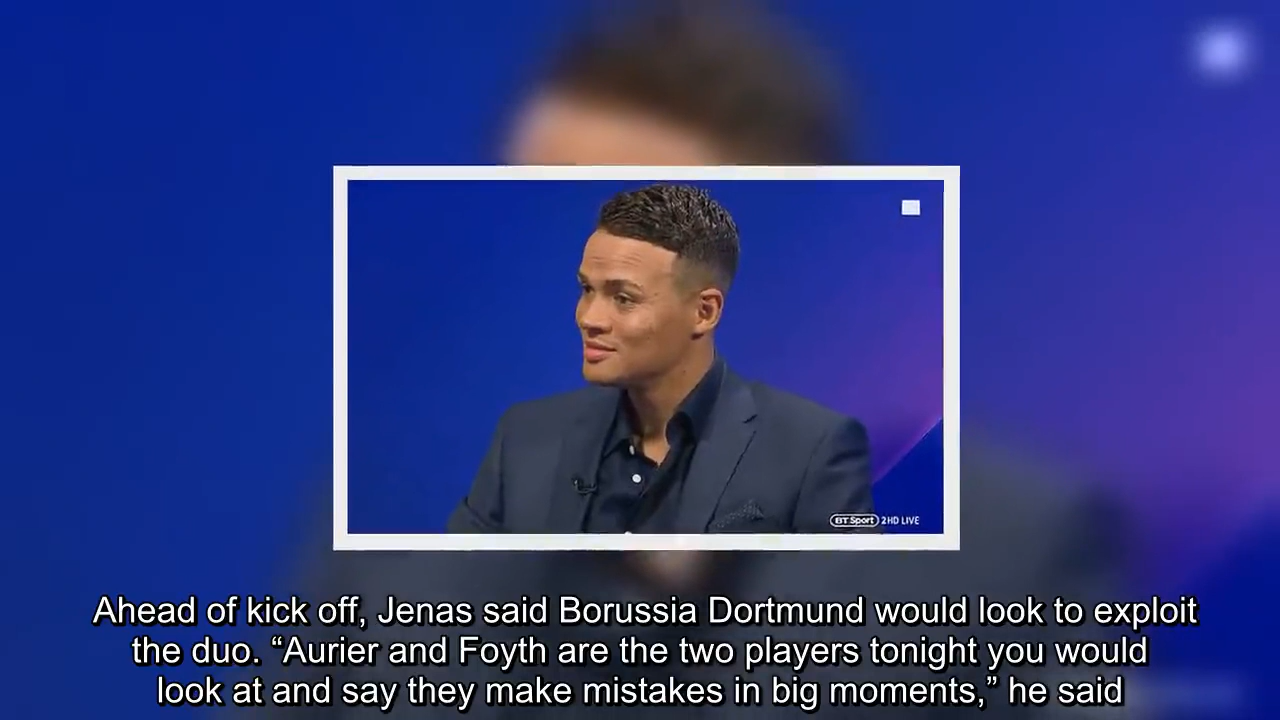 BT Sport 2HD LIVE
Ahead of kick off, Jenas said Borussia Dortmund would look to exploit
the duo. “Aurier and Foyth are the two players tonight you would
look at and say they make mistakes in big moments,” he said